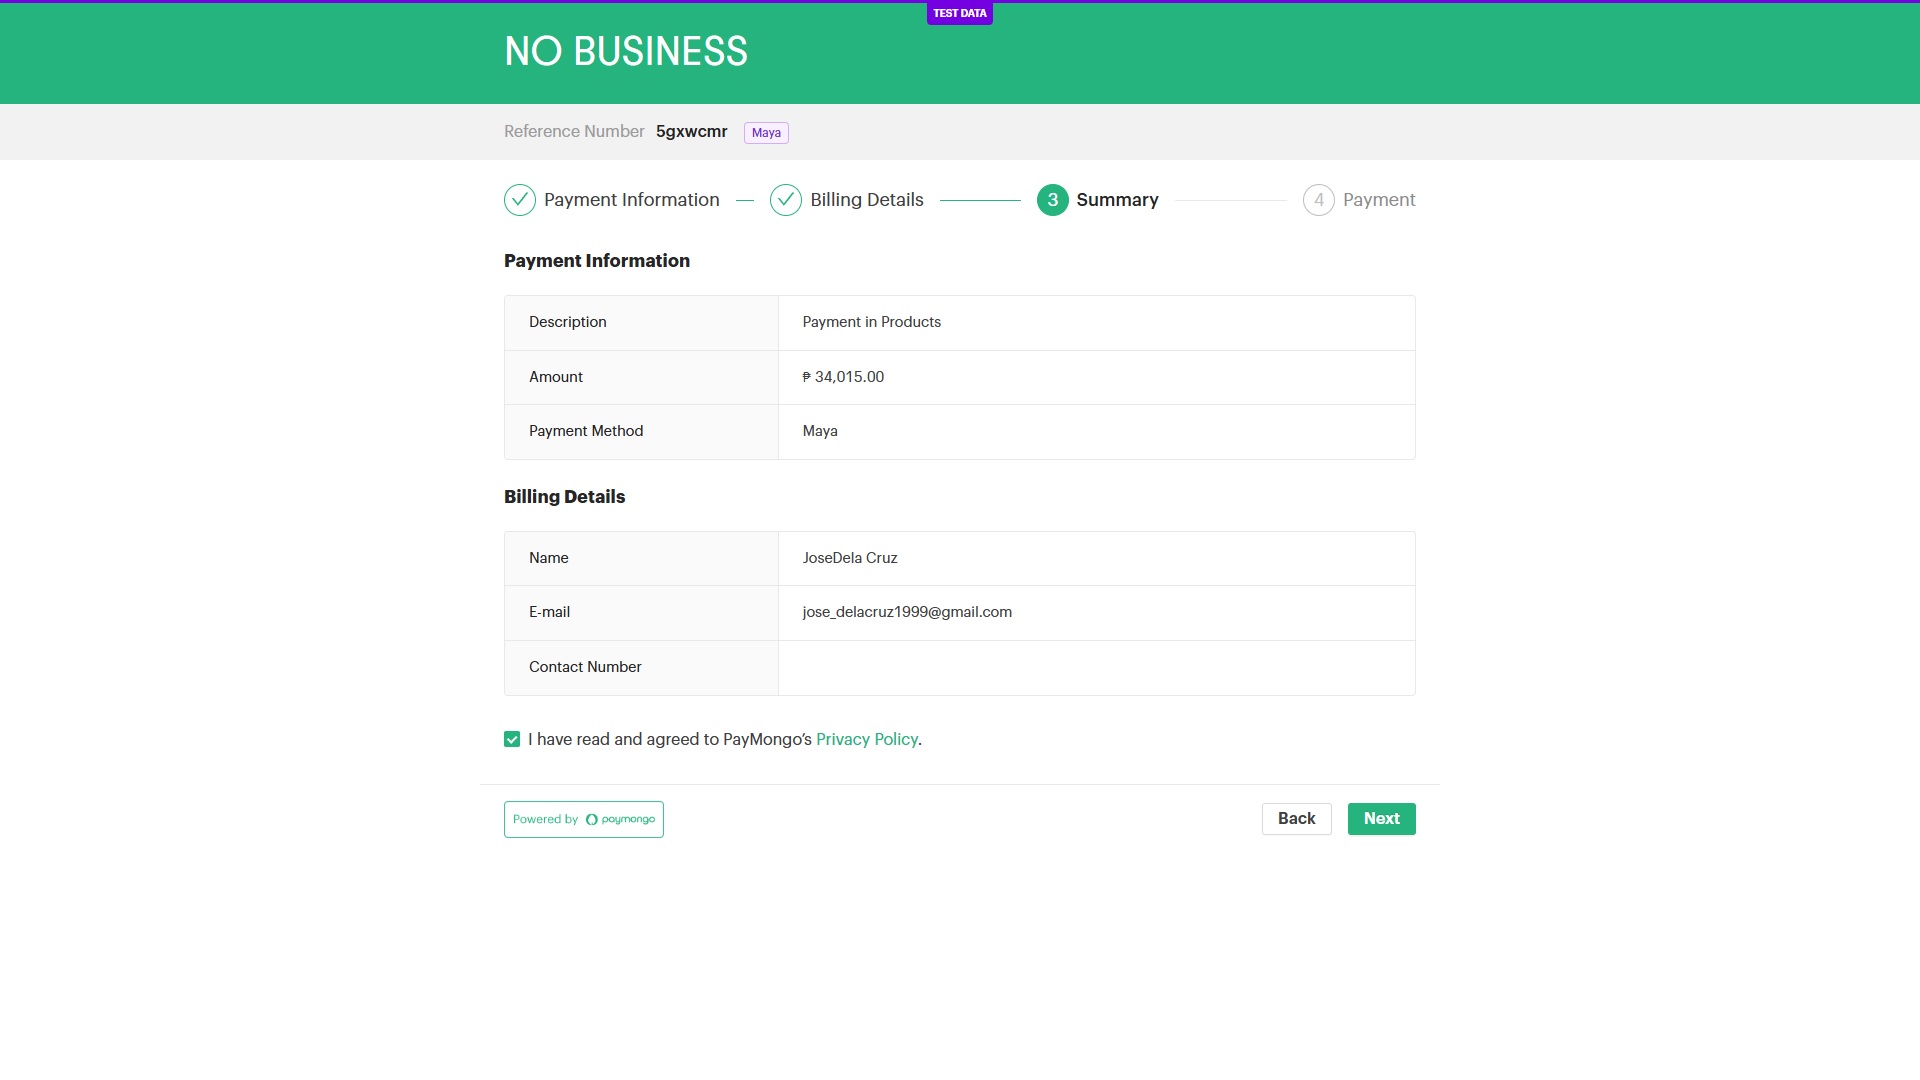 TEST DATA
NO BUSINESS
Reference Number 5gxwcmr Maya
Payment Information Billing Details 3 Summary 4 Payment
Payment Information
Description Payment in Products
Amount ₱ 34,015.00
Payment Method Maya
Billing Details
Name JoseDela Cruz
E-mail jose_delacruz1999@gmail.com
Contact Number
I have read and agreed to PayMongo’s Privacy Policy.
Powered by paymongo Back Next